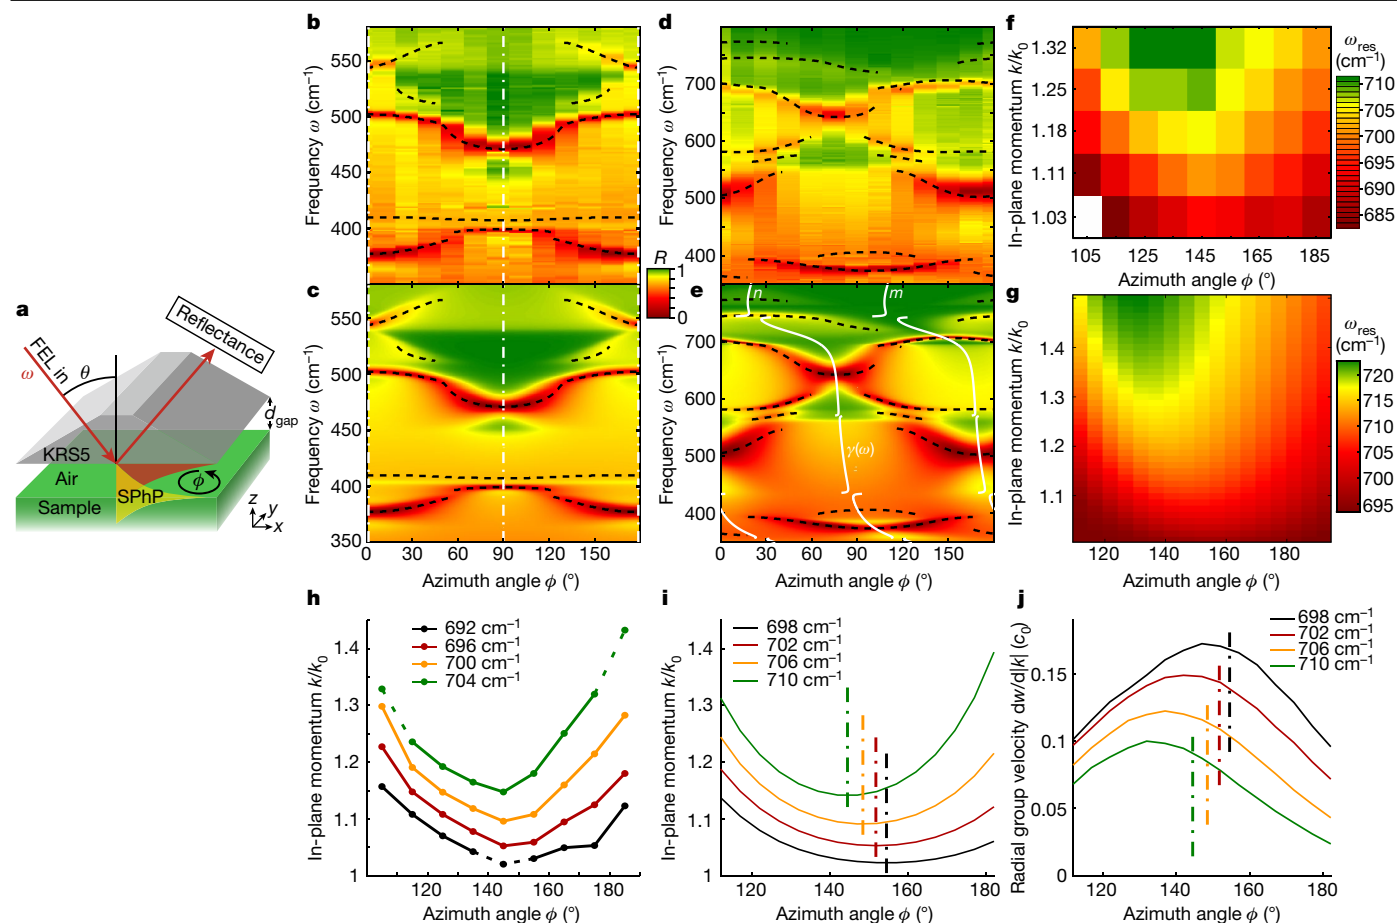 a
FEL in
ω
θ
Reflectance
d_gap
KRS5
Air
SPhP
ϕ
Sample
z
y
x
b
Frequency ω (cm⁻¹)
550
500
450
400
R
1
0
c
Frequency ω (cm⁻¹)
550
500
450
400
350
0 60 90 150
Azimuth angle ϕ (°)
d
Frequency ω (cm⁻¹)
700
600
500
400
e
n
m
γ(ω)
Frequency ω (cm⁻¹)
700
600
500
400
0 30 60 90 120 180
Azimuth angle ϕ (°)
f
In-plane momentum k/k₀
1.32
1.25
1.18
1.11
1.03
105 125 145 165 185
Azimuth angle ϕ (°)
ω_res
(cm⁻¹)
710
705
700
695
690
685
g
In-plane momentum k/k₀
1.4
1.3
1.2
1.1
120 140 160 180
Azimuth angle ϕ (°)
ω_res
(cm⁻¹)
720
715
710
705
700
695
h
In-plane momentum k/k₀
1.4
1.3
1.2
1.1
1
120 140 160 180
Azimuth angle ϕ (°)
692 cm⁻¹
696 cm⁻¹
700 cm⁻¹
704 cm⁻¹
i
In-plane momentum k/k₀
1.4
1.3
1.2
1.1
1
120 140 160 180
Azimuth angle ϕ (°)
698 cm⁻¹
702 cm⁻¹
706 cm⁻¹
710 cm⁻¹
j
Radial group velocity dw/d|k| (c₀)
0.15
0.1
0.05
0
120 140 160 180
Azimuth angle ϕ (°)
698 cm⁻¹
702 cm⁻¹
706 cm⁻¹
710 cm⁻¹